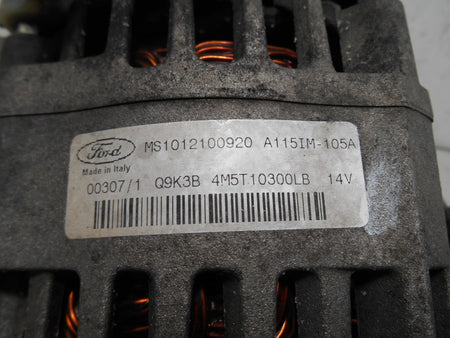 Ford MS1012100920 A115IM-105A
Made in Italy
00307/1 Q9K3B 4M5T10300LB 14V